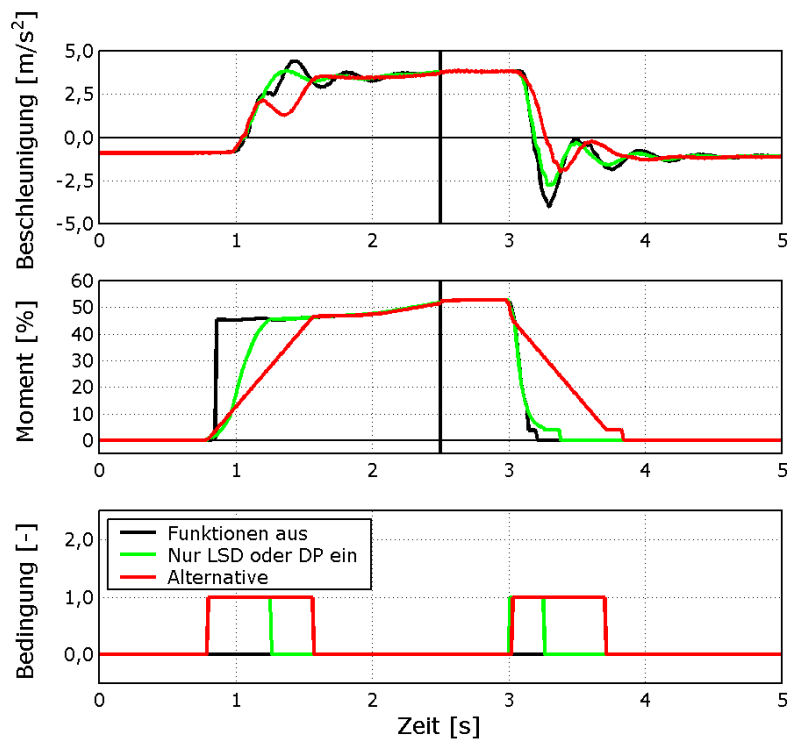 Beschleunigung [m/s²]
5,0
2,5
0,0
-2,5
-5,0
0 1 2 3 4 5
Moment [%]
60
50
40
30
20
10
0
0 1 2 3 4 5
Bedingung [-]
2,0
1,0
0,0
Funktionen aus
Nur LSD oder DP ein
Alternative
0 1 2 3 4 5
Zeit [s]